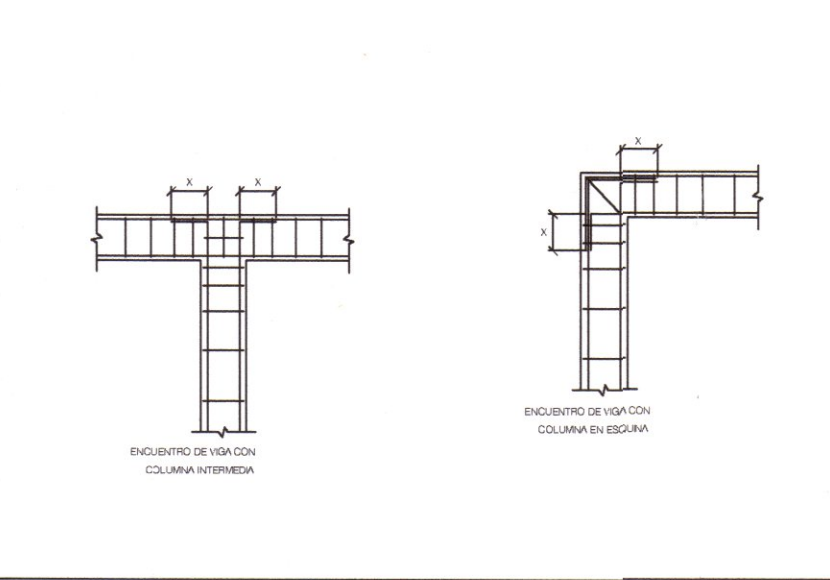 X
X
ENCUENTRO DE VIGA CON
COLUMNA INTERMEDIA
X
X
ENCUENTRO DE VIGA CON
COLUMNA EN ESQUINA